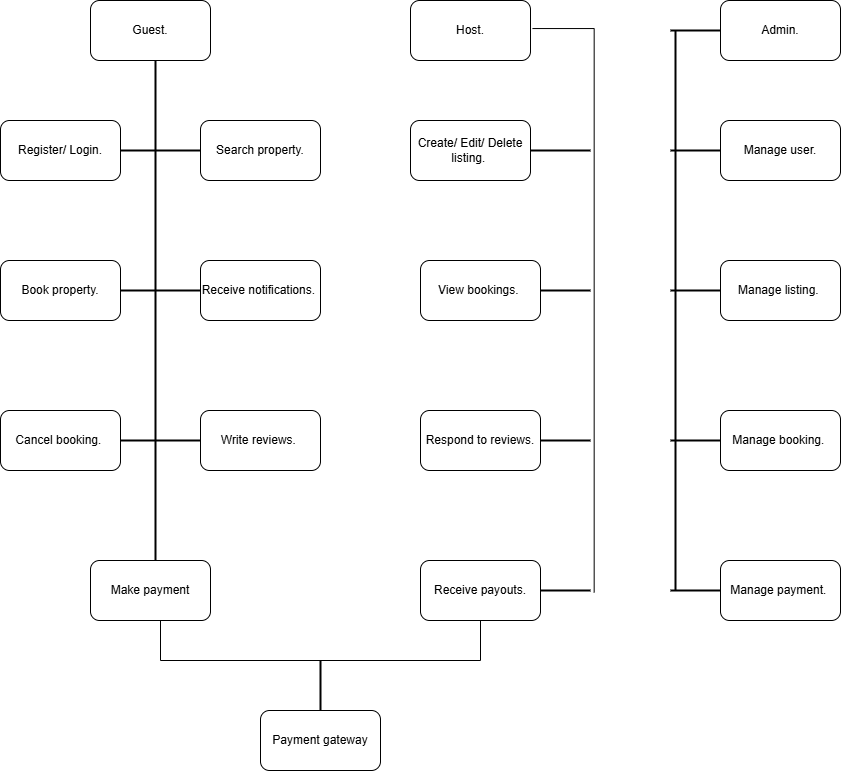 Guest.
Host.
Admin.
Register/ Login.
Search property.
Create/ Edit/ Delete
listing.
Manage user.
Book property.
Receive notifications.
View bookings.
Manage listing.
Cancel booking.
Write reviews.
Respond to reviews.
Manage booking.
Make payment
Receive payouts.
Manage payment.
Payment gateway